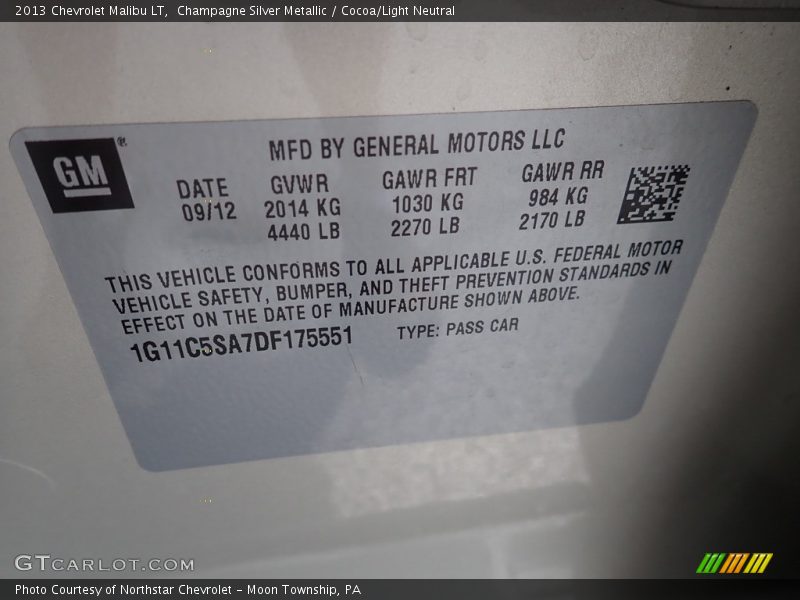 2013 Chevrolet Malibu LT,  Champagne Silver Metallic / Cocoa/Light Neutral
GM®
MFD BY GENERAL MOTORS LLC
DATE GVWR GAWR FRT GAWR RR
09/12 2014 KG 1030 KG 984 KG
4440 LB 2270 LB 2170 LB
THIS VEHICLE CONFORMS TO ALL APPLICABLE U.S. FEDERAL MOTOR
VEHICLE SAFETY, BUMPER, AND THEFT PREVENTION STANDARDS IN
EFFECT ON THE DATE OF MANUFACTURE SHOWN ABOVE.
1G11C5SA7DF175551 TYPE: PASS CAR
GTCARLOT.COM
Photo Courtesy of Northstar Chevrolet - Moon Township, PA